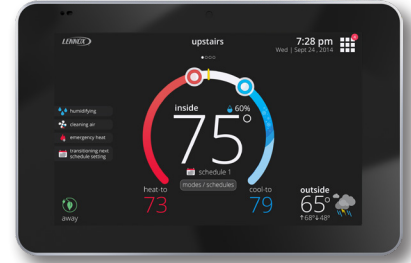 LENNOX
upstairs
7:28 pm
Wed | Sept 24, 2014
humidifying
cleaning air
emergency heat
transitioning next
schedule setting
inside
60%
75°
schedule 1
modes / schedules
heat-to
73
cool-to
79
outside
65°
↑68°↓48°
away